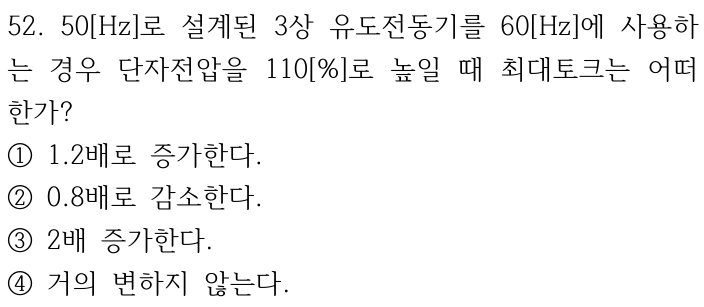 52. 50[Hz]로 설계된 3상 유도전동기를 60[Hz]에 사용하
는 경우 단자전압을 110[%]로 높일 때 최대토크는 어떠
한가?
① 1.2배로 증가한다.
② 0.8배로 감소한다.
③ 2배 증가한다.
④ 거의 변하지 않는다.